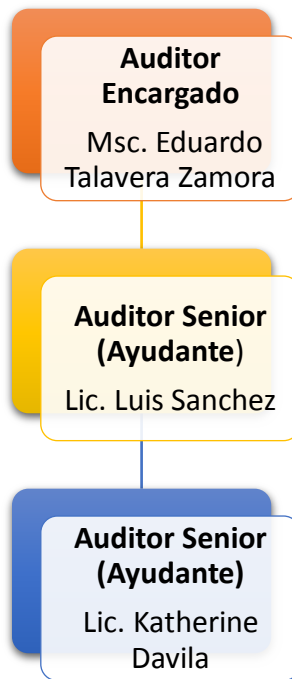 Auditor
Encargado
Msc. Eduardo
Talavera Zamora
Auditor Senior
(Ayudante)
Lic. Luis Sanchez
Auditor Senior
(Ayudante)
Lic. Katherine
Davila